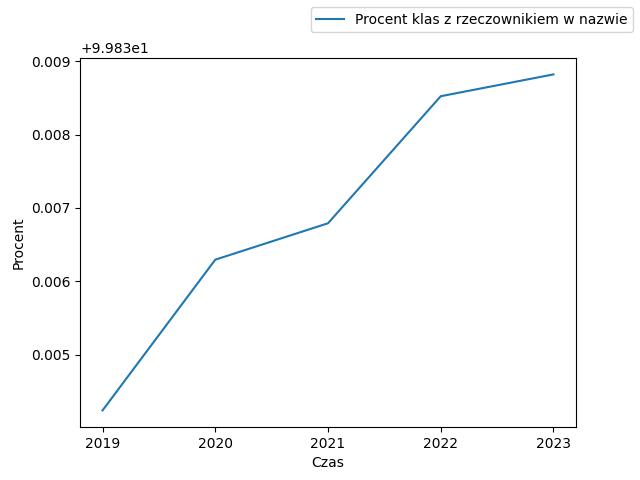 Procent klas z rzeczownikiem w nazwie
+9.983e1
0.009
0.008
0.007
0.006
0.005
Procent
2019 2020 2021 2022 2023
Czas